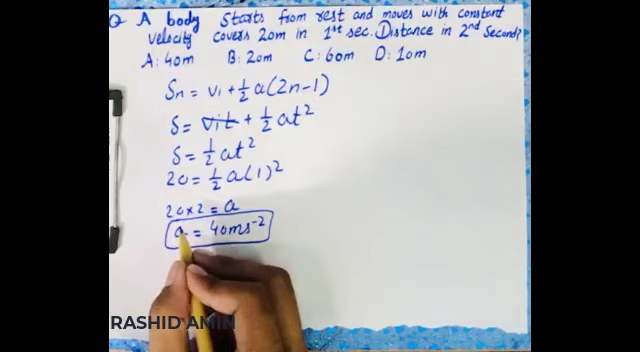 Q A body Starts from rest and moves with constant
velocity covers 20m in 1st sec. Distance in 2nd Second?
A: 40m B: 20m C: 60m D: 10m
Sn = Vi + 1/2 a(2n-1)
S = Vit + 1/2 at²
S = 1/2 at²
20 = 1/2 a(1)²
20×2 = a
a = 40ms⁻²
RASHID AMIN